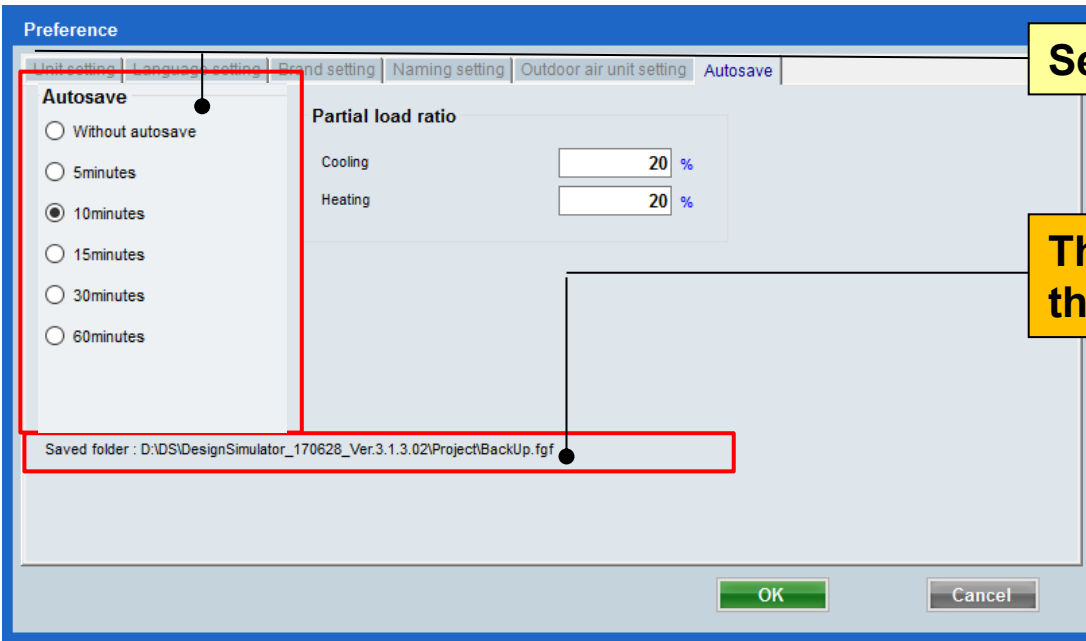 Preference
Unit setting Language setting Brand setting Naming setting Outdoor air unit setting Autosave
Se
Autosave
Without autosave
5minutes
10minutes
15minutes
30minutes
60minutes
Partial load ratio
Cooling 20 %
Heating 20 %
Th
th
Saved folder : D:\DS\DesignSimulator_170628_Ver.3.1.3.02\Project\BackUp.fgf
OK Cancel